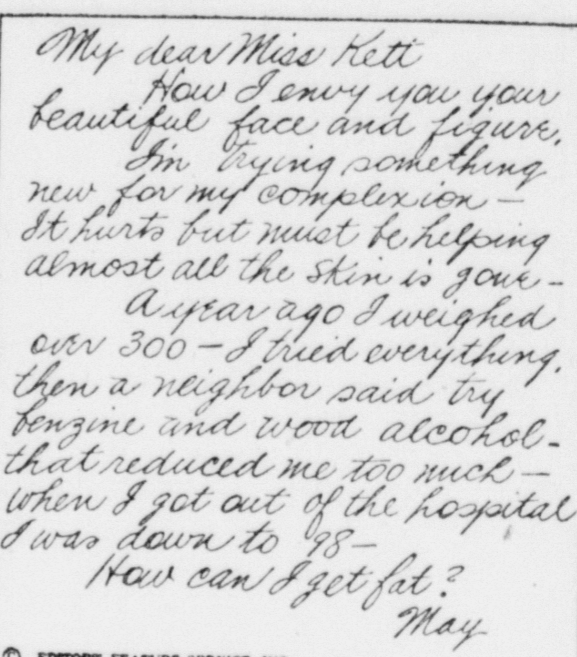 My dear Miss Kett
How I envy you your
beautiful face and figure.
I'm trying something
new for my complexion —
It hurts but must be helping
almost all the skin is gone —
A year ago I weighed
over 300 — I tried everything.
then a neighbor said try
benzine and wood alcohol -
that reduced me too much —
when I got out of the hospital
I was down to 98 —
How can I get fat?
May
©